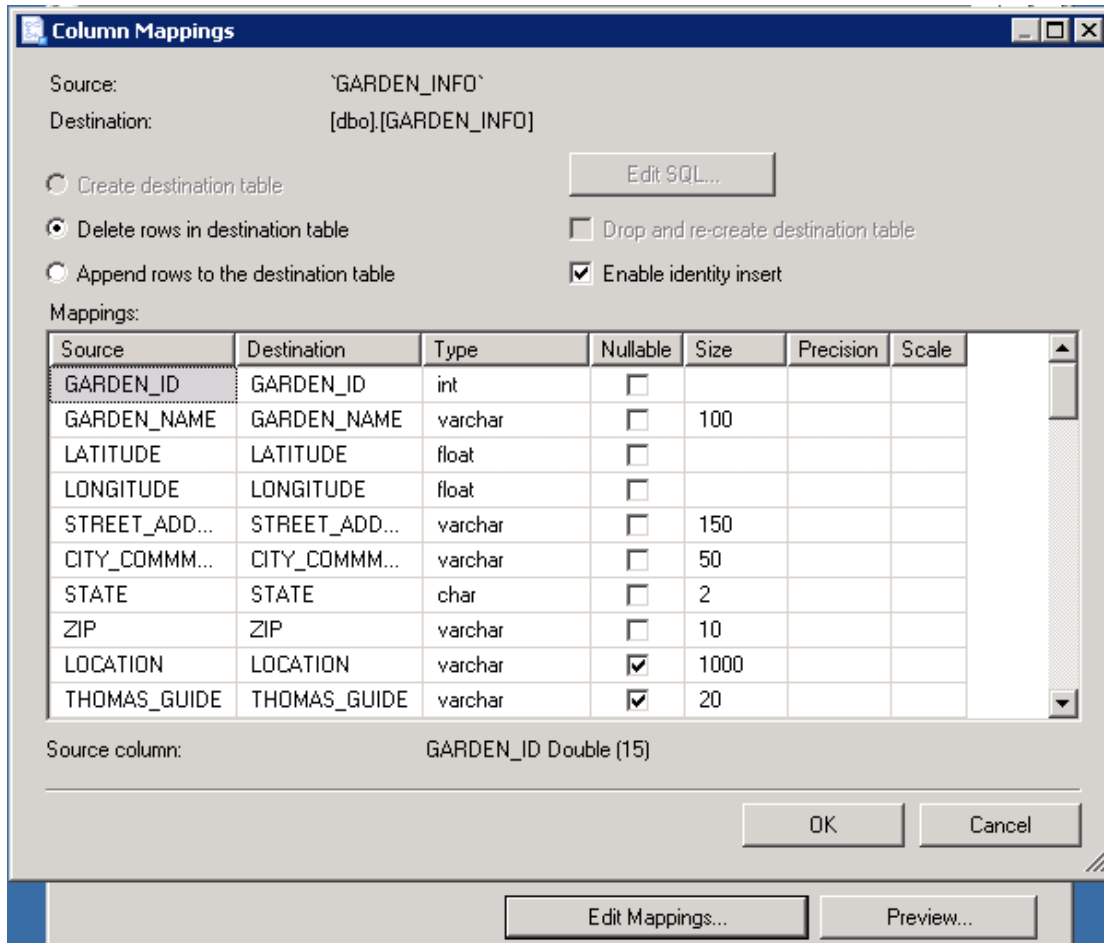 Column Mappings
Source: `GARDEN_INFO`
Destination: [dbo].[GARDEN_INFO]
Create destination table Edit SQL...
Delete rows in destination table Drop and re-create destination table
Append rows to the destination table Enable identity insert
Mappings:
Source Destination Type Nullable Size Precision Scale
GARDEN_ID GARDEN_ID int
GARDEN_NAME GARDEN_NAME varchar 100
LATITUDE LATITUDE float
LONGITUDE LONGITUDE float
STREET_ADD... STREET_ADD... varchar 150
CITY_COMMM... CITY_COMMM... varchar 50
STATE STATE char 2
ZIP ZIP varchar 10
LOCATION LOCATION varchar 1000
THOMAS_GUIDE THOMAS_GUIDE varchar 20
Source column: GARDEN_ID Double (15)
OK Cancel
Edit Mappings... Preview...